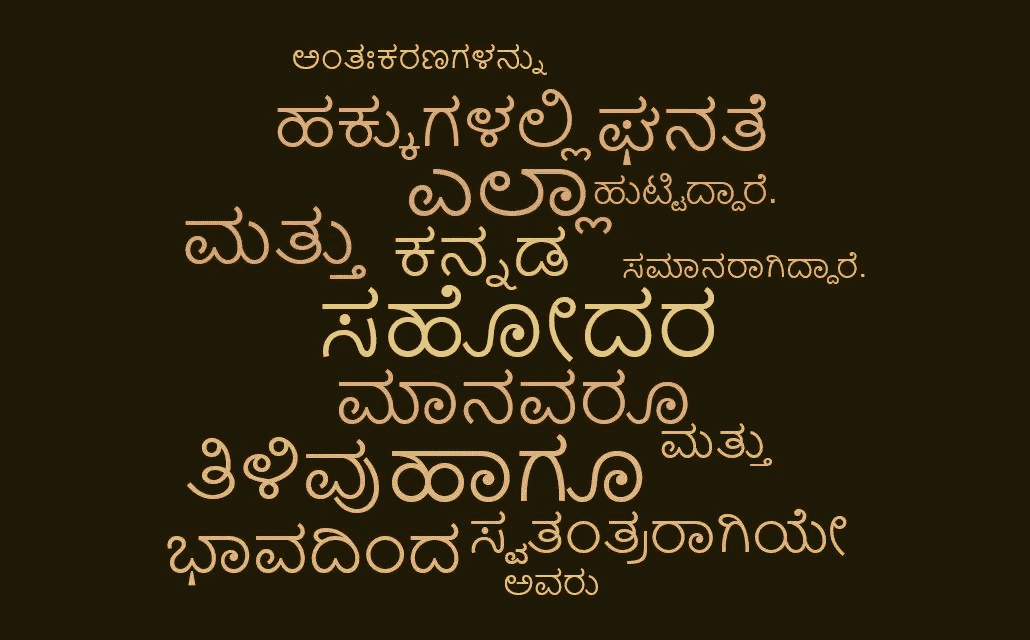 ಅಂತಃಕರಣಗಳನ್ನು
ಹಕ್ಕುಗಳಲ್ಲಿ ಘನತೆ
ಎಲ್ಲಾ ಹುಟ್ಟಿದ್ದಾರೆ.
ಮತ್ತು ಕನ್ನಡ ಸಮಾನರಾಗಿದ್ದಾರೆ.
ಸಹೋದರ
ಮಾನವರೂ
ಮತ್ತು
ತಿಳಿವು ಹಾಗೂ
ಭಾವದಿಂದ ಸ್ವತಂತ್ರರಾಗಿಯೇ
ಅವರು